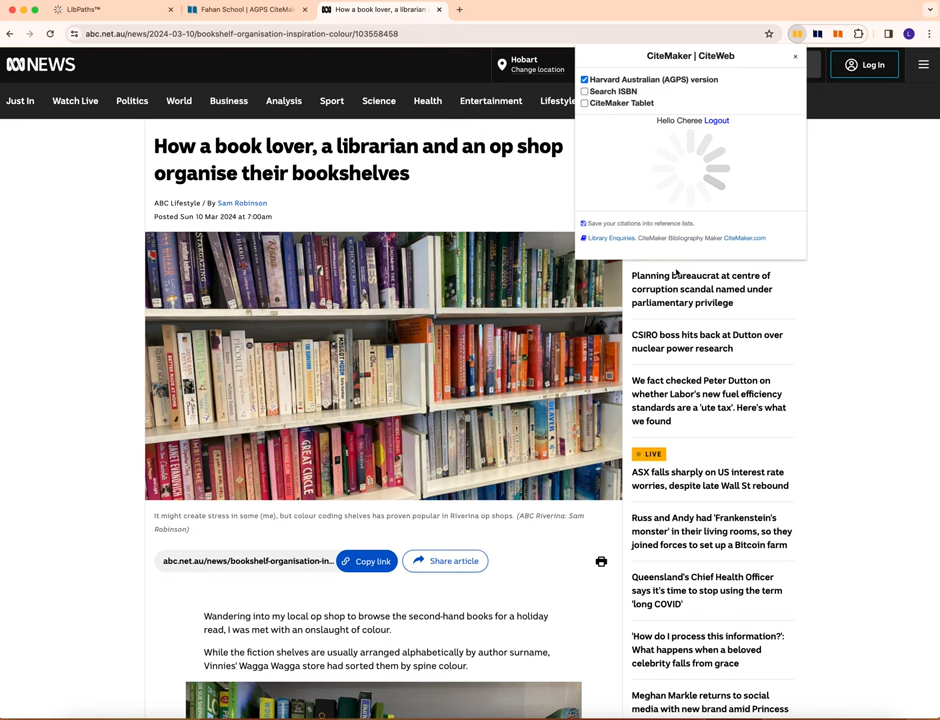 LibPaths™
Fahan School | AGPS CiteMa
How a book lover, a librarian
abc.net.au/news/2024-03-10/bookshelf-organisation-inspiration-colour/103558458
NEWS
Hobart
Change location
Log In
Just In
Watch Live
Politics
World
Business
Analysis
Sport
Science
Health
Entertainment
Lifestyle
CiteMaker | CiteWeb
Harvard Australian (AGPS) version
Search ISBN
CiteMaker Tablet
Hello Cheree Logout
Save your citations into reference lists.
Library Enquiries. CiteMaker Bibliography Maker CiteMaker.com
How a book lover, a librarian and an op shop
organise their bookshelves
ABC Lifestyle / By Sam Robinson
Posted Sun 10 Mar 2024 at 7:00am
STARGAZING
PICOULT
MAGGOT MOON
JANET EVANOVICH
GREAT CIRCLE
It might create stress in some (me), but colour coding shelves has proven popular in Riverina op shops. (ABC Riverina: Sam
Robinson)
abc.net.au/news/bookshelf-organisation-in...
Copy link
Share article
Wandering into my local op shop to browse the second-hand books for a holiday
read, I was met with an onslaught of colour.
While the fiction shelves are usually arranged alphabetically by author surname,
Vinnies' Wagga Wagga store had sorted them by spine colour.
Planning bureaucrat at centre of
corruption scandal named under
parliamentary privilege
CSIRO boss hits back at Dutton over
nuclear power research
We fact checked Peter Dutton on
whether Labor's new fuel efficiency
standards are a 'ute tax'. Here's what
we found
LIVE
ASX falls sharply on US interest rate
worries, despite late Wall St rebound
Russ and Andy had 'Frankenstein's
monster' in their living rooms, so they
joined forces to set up a Bitcoin farm
Queensland's Chief Health Officer
says it's time to stop using the term
'long COVID'
'How do I process this information?':
What happens when a beloved
celebrity falls from grace
Meghan Markle returns to social
media with new brand amid Princess